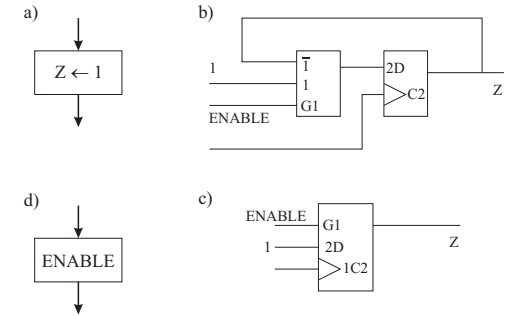 a)
Z ← 1
b)
1
1̅
1
G1
ENABLE
2D
C2
Z
d)
ENABLE
c)
ENABLE
G1
1
2D
1C2
Z